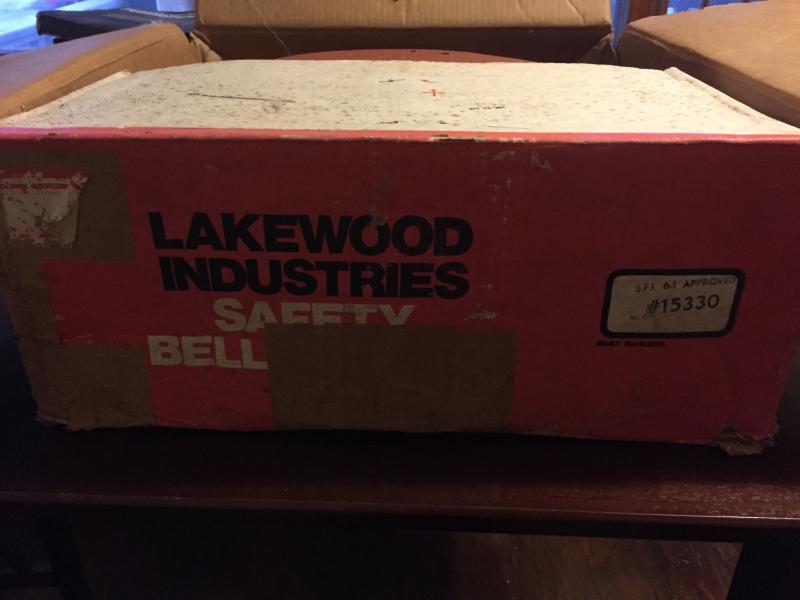 LAKEWOOD
INDUSTRIES
SAFETY
BELL
S.F.I. 6-1 APPROVED
#15330
PART NUMBER